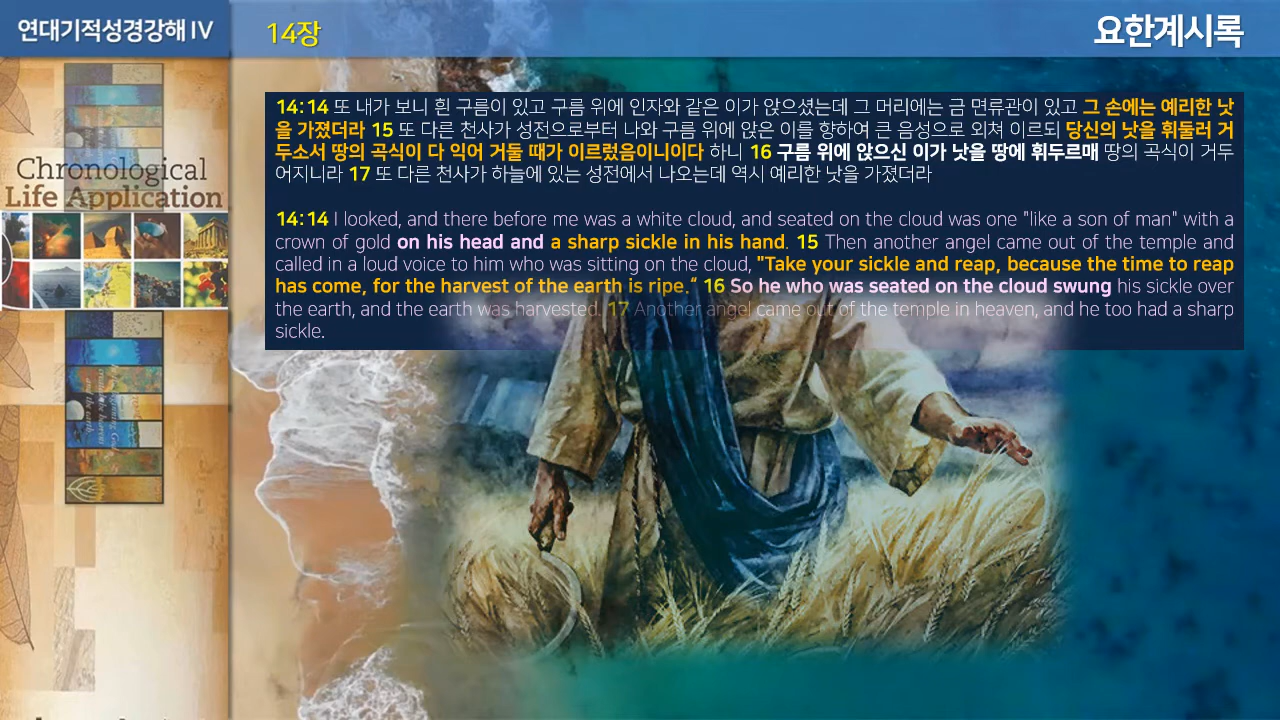 연대기적성경강해 IV
14장
요한계시록
Chronological
Life Application
14:14 또 내가 보니 흰 구름이 있고 구름 위에 인자와 같은 이가 앉으셨는데 그 머리에는 금 면류관이 있고 그 손에는 예리한 낫
을 가졌더라 15 또 다른 천사가 성전으로부터 나와 구름 위에 앉은 이를 향하여 큰 음성으로 외쳐 이르되 당신의 낫을 휘둘러 거
두소서 땅의 곡식이 다 익어 거둘 때가 이르렀음이니이다 하니 16 구름 위에 앉으신 이가 낫을 땅에 휘두르매 땅의 곡식이 거두
어지니라 17 또 다른 천사가 하늘에 있는 성전에서 나오는데 역시 예리한 낫을 가졌더라
14:14 I looked, and there before me was a white cloud, and seated on the cloud was one "like a son of man" with a
crown of gold on his head and a sharp sickle in his hand. 15 Then another angel came out of the temple and
called in a loud voice to him who was sitting on the cloud, "Take your sickle and reap, because the time to reap
has come, for the harvest of the earth is ripe.“ 16 So he who was seated on the cloud swung his sickle over
the earth, and the earth was harvested. 17 Another angel came out of the temple in heaven, and he too had a sharp
sickle.